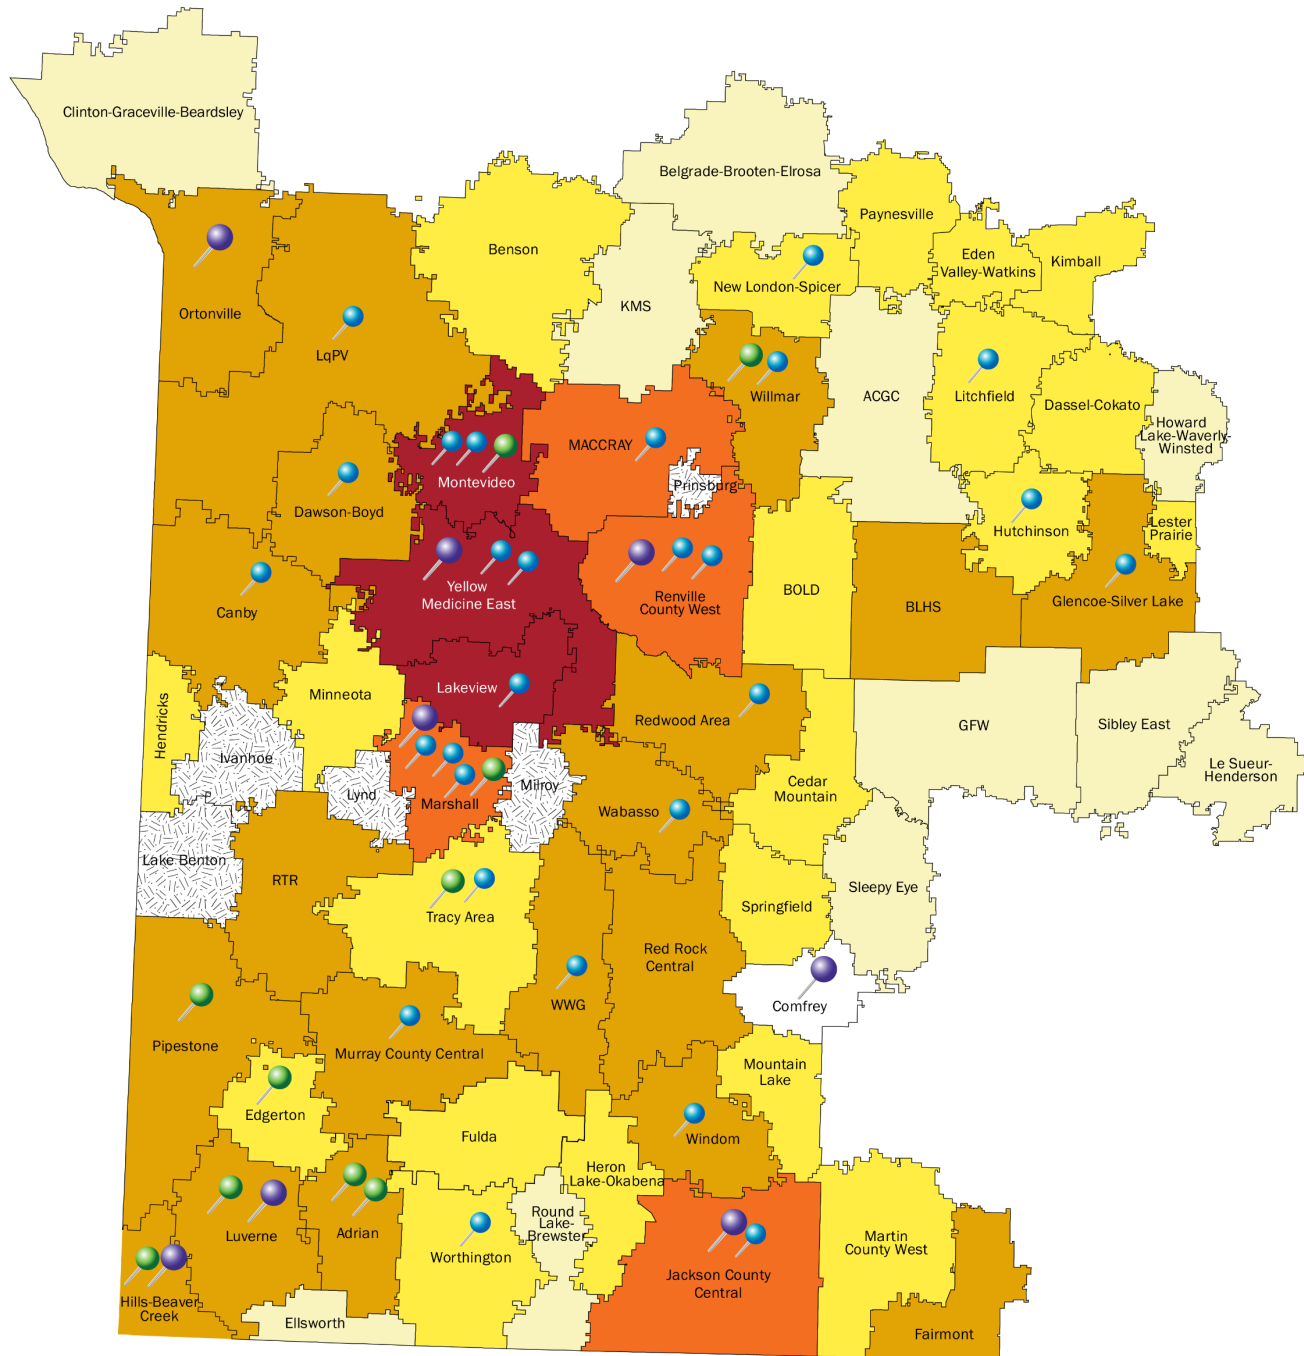 Clinton-Graceville-Beardsley
Belgrade-Brooten-Elrosa
Paynesville
Benson
Eden
Valley-Watkins
Kimball
New London-Spicer
KMS
Ortonville
LqPV
Willmar
ACGC
Litchfield
Dassel-Cokato
Howard
Lake-Waverly-
Winsted
MACCRAY
Prinsburg
Montevideo
Dawson-Boyd
Hutchinson
Lester
Prairie
Yellow
Medicine East
Renville
County West
BOLD
BLHS
Glencoe-Silver Lake
Canby
Hendricks
Minneota
Lakeview
Redwood Area
GFW
Sibley East
Le Sueur-
Henderson
Ivanhoe
Lynd
Marshall
Milroy
Wabasso
Cedar
Mountain
Lake Benton
RTR
Tracy Area
Springfield
Sleepy Eye
Red Rock
Central
WWG
Comfrey
Pipestone
Murray County Central
Mountain
Lake
Edgerton
Fulda
Windom
Heron
Lake-Okabena
Round
Lake-
Brewster
Luverne
Adrian
Worthington
Martin
County West
Jackson County
Central
Hills-Beaver
Creek
Ellsworth
Fairmont